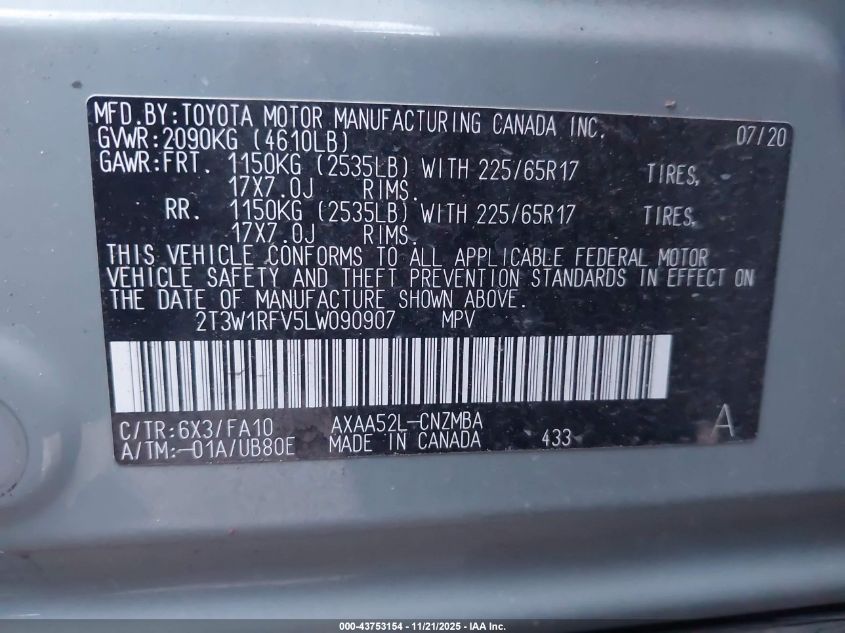 MFD.BY:TOYOTA MOTOR MANUFACTURING CANADA INC. 07/20
GVWR:2090KG (4610LB)
GAWR:FRT. 1150KG (2535LB) WITH 225/65R17 TIRES,
17X7.0J RIMS.
RR. 1150KG (2535LB) WITH 225/65R17 TIRES,
17X7.0J RIMS.
THIS VEHICLE CONFORMS TO ALL APPLICABLE FEDERAL MOTOR
VEHICLE SAFETY AND THEFT PREVENTION STANDARDS IN EFFECT ON
THE DATE OF MANUFACTURE SHOWN ABOVE.
2T3W1RFV5LW090907 MPV
C/TR:6X3/FA10 AXAA52L-CNZMBA A
A/TM:-01A/UB80E MADE IN CANADA 433
000-43753154 - 11/21/2025 - IAA Inc.